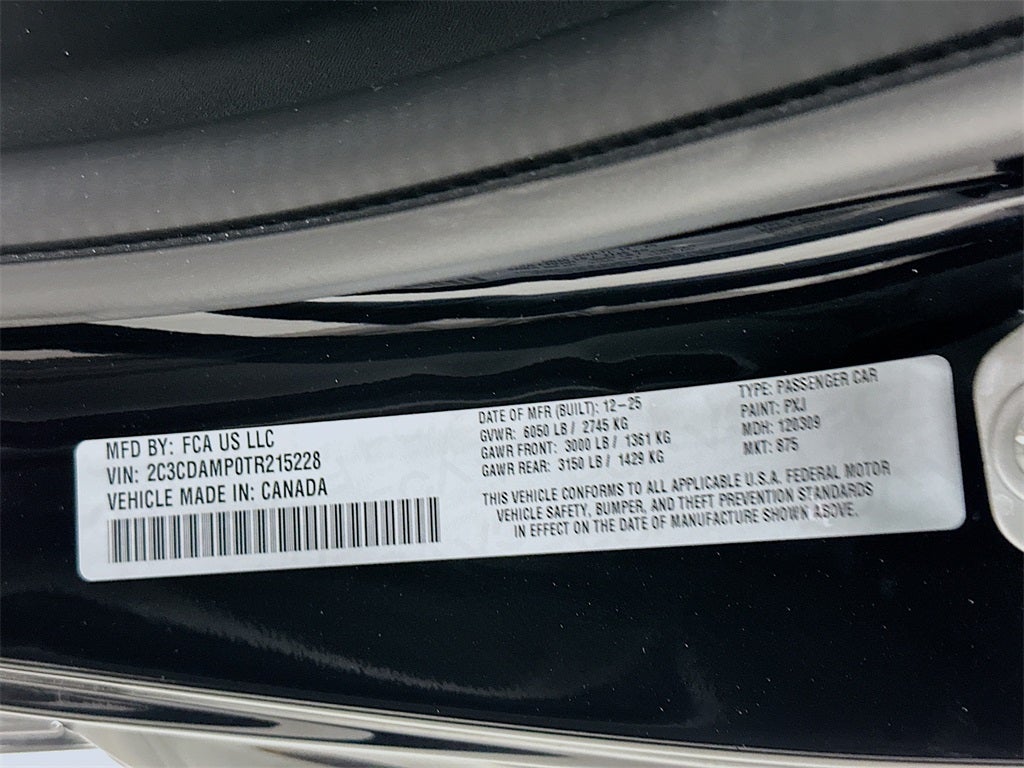 MFD BY: FCA US LLC
VIN: 2C3CDAMP0TR215228
VEHICLE MADE IN: CANADA
DATE OF MFR (BUILT): 12-25
GVWR: 6050 LB / 2745 KG
GAWR FRONT: 3000 LB / 1361 KG
GAWR REAR: 3150 LB / 1429 KG
TYPE: PASSENGER CAR
PAINT: PXJ
MDH: 120309
MKT: 875
THIS VEHICLE CONFORMS TO ALL APPLICABLE U.S.A. FEDERAL MOTOR
VEHICLE SAFETY, BUMPER, AND THEFT PREVENTION STANDARDS
IN EFFECT ON THE DATE OF MANUFACTURE SHOWN ABOVE.